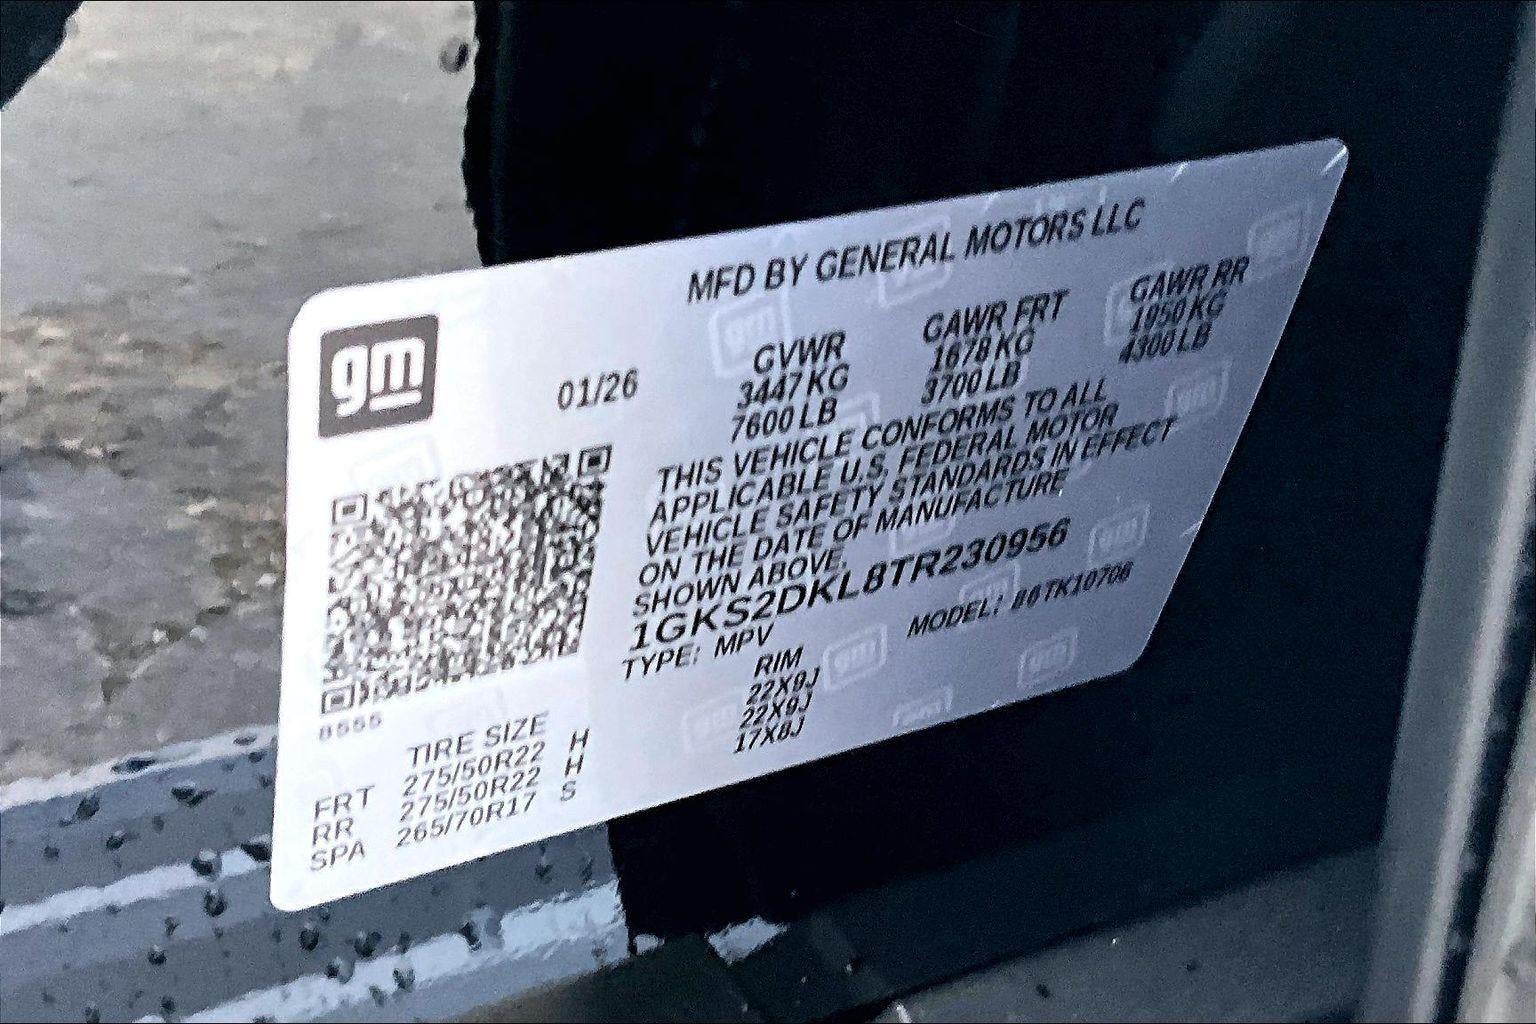 MFD BY GENERAL MOTORS LLC
gm
01/26
GVWR GAWR FRT GAWR RR
3447 KG 1678 KG 1950 KG
7600 LB 3700 LB 4300 LB
THIS VEHICLE CONFORMS TO ALL
APPLICABLE U.S. FEDERAL MOTOR
VEHICLE SAFETY STANDARDS IN EFFECT
ON THE DATE OF MANUFACTURE
SHOWN ABOVE.
1GKS2DKL8TR230956
TYPE: MPV MODEL: TK10706
TIRE SIZE RIM
FRT 275/50R22 H 22X9J
RR 275/50R22 H 22X9J
SPA 265/70R17 S 17X8J